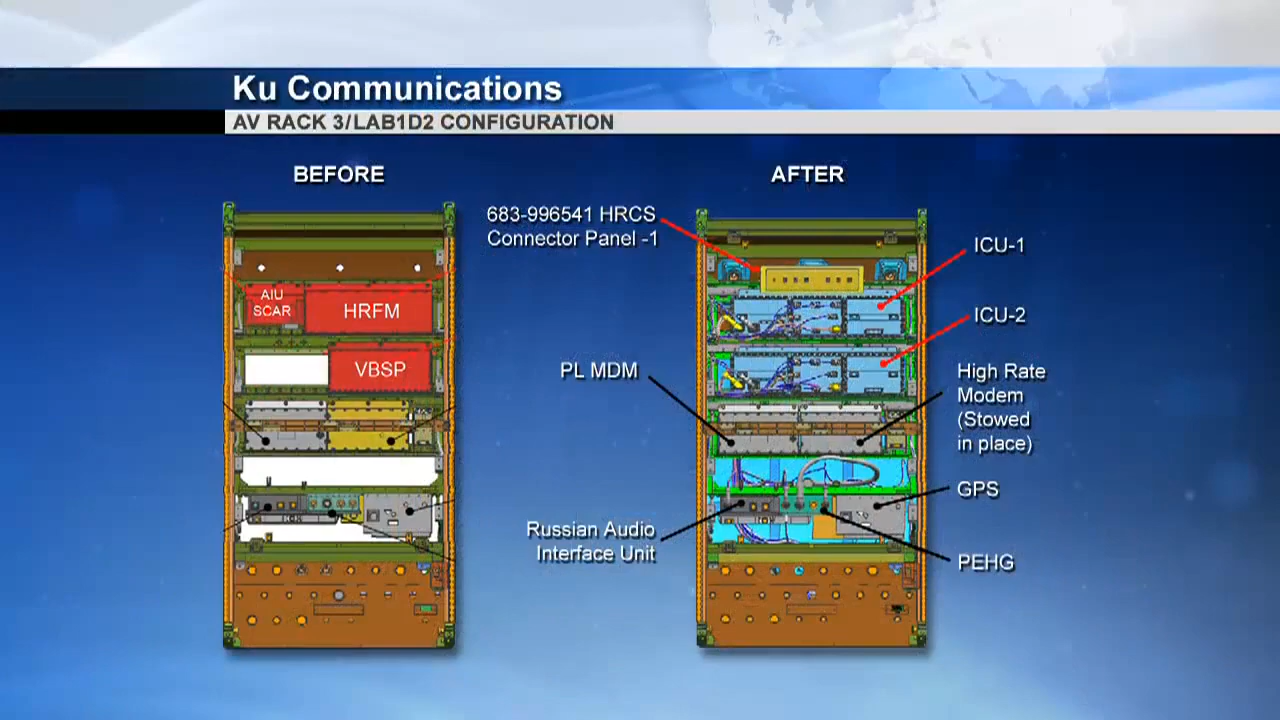 Ku Communications
AV RACK 3/LAB1D2 CONFIGURATION
BEFORE
AIU
SCAR
HRFM
VBSP
AFTER
683-996541 HRCS
Connector Panel -1
ICU-1
ICU-2
PL MDM
High Rate
Modem
(Stowed
in place)
GPS
Russian Audio
Interface Unit
PEHG